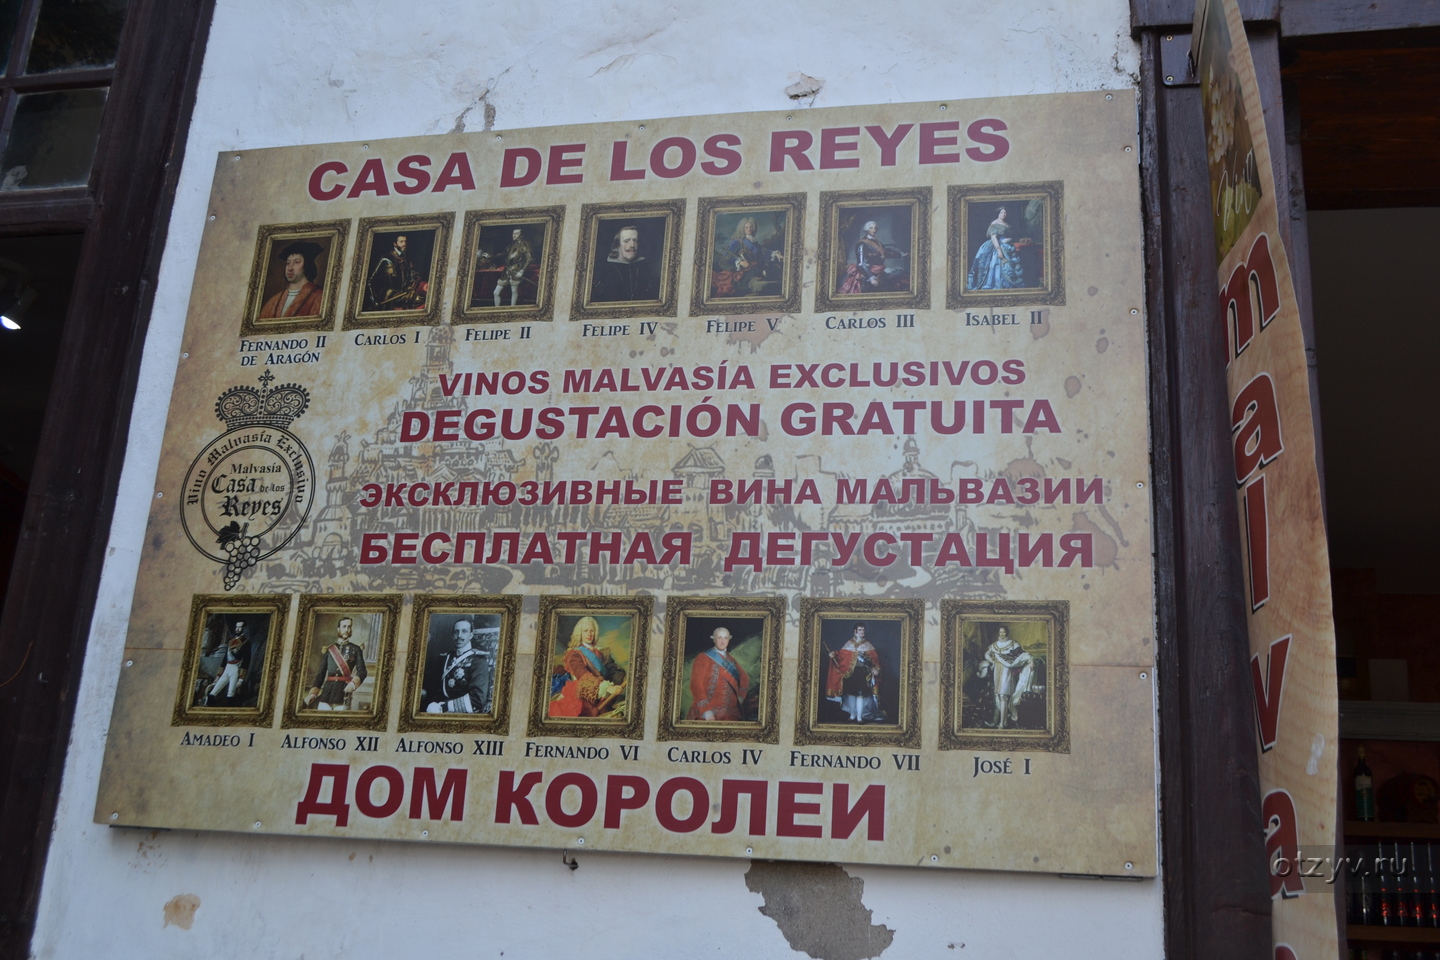 CASA DE LOS REYES
FERNANDO II
DE ARAGÓN
CARLOS I
FELIPE II
FELIPE IV
FELIPE V
CARLOS III
ISABEL II
VINOS MALVASÍA EXCLUSIVOS
DEGUSTACIÓN GRATUITA
Vino Malvasía Exclusivo
Malvasía
Casa de los
Reyes
ЭКСКЛЮЗИВНЫЕ ВИНА МАЛЬВАЗИИ
БЕСПЛАТНАЯ ДЕГУСТАЦИЯ
AMADEO I
ALFONSO XII
ALFONSO XIII
FERNANDO VI
CARLOS IV
FERNANDO VII
JOSÉ I
ДОМ КОРОЛЕИ
malva
otzyv.ru